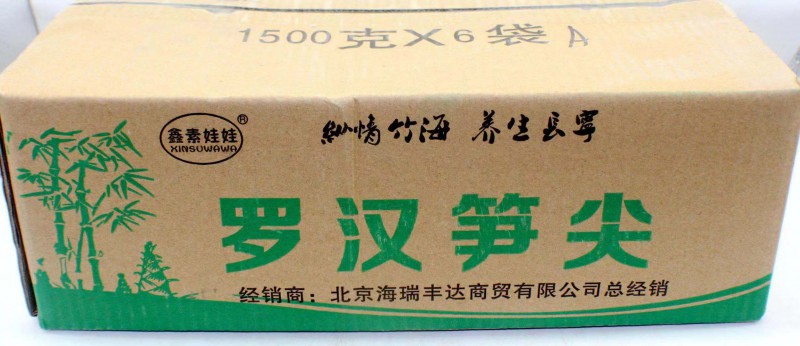 1500克X6袋 A
鑫素娃娃®
XINSUWAWA
纵情竹海 养生长宁
罗汉笋尖
经销商：北京海瑞丰达商贸有限公司总经销